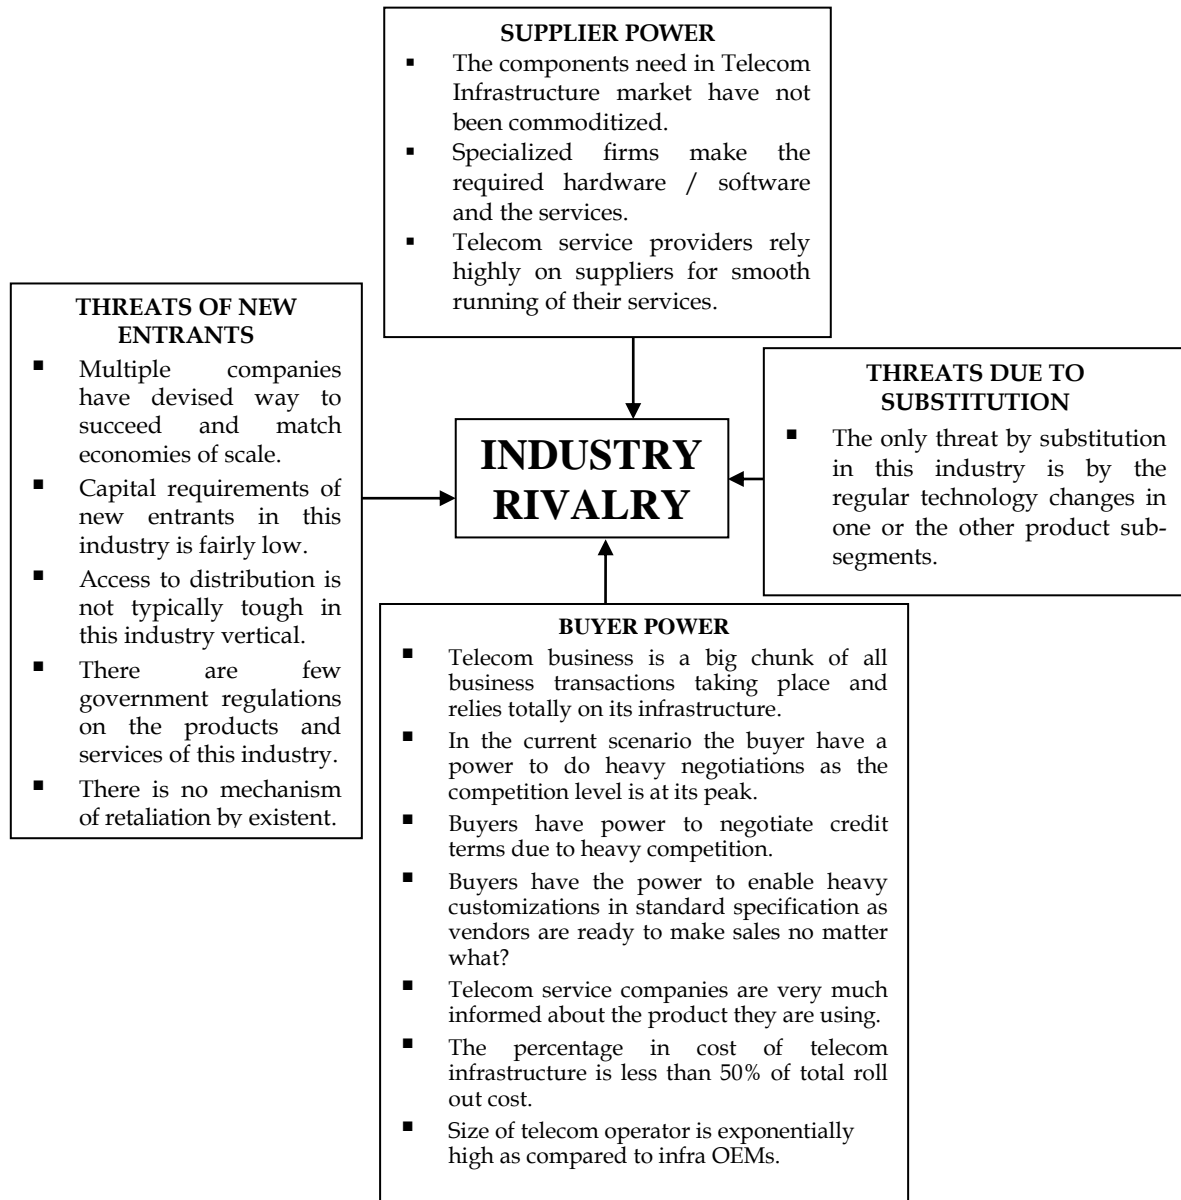 SUPPLIER POWER
▪ The components need in Telecom
Infrastructure market have not
been commoditized.
▪ Specialized firms make the
required hardware / software
and the services.
▪ Telecom service providers rely
highly on suppliers for smooth
running of their services.
THREATS OF NEW
ENTRANTS
▪ Multiple companies
have devised way to
succeed and match
economies of scale.
▪ Capital requirements of
new entrants in this
industry is fairly low.
▪ Access to distribution is
not typically tough in
this industry vertical.
▪ There are few
government regulations
on the products and
services of this industry.
▪ There is no mechanism
of retaliation by existent.
INDUSTRY
RIVALRY
THREATS DUE TO
SUBSTITUTION
▪ The only threat by substitution
in this industry is by the
regular technology changes in
one or the other product sub-
segments.
BUYER POWER
▪ Telecom business is a big chunk of all
business transactions taking place and
relies totally on its infrastructure.
▪ In the current scenario the buyer have a
power to do heavy negotiations as the
competition level is at its peak.
▪ Buyers have power to negotiate credit
terms due to heavy competition.
▪ Buyers have the power to enable heavy
customizations in standard specification as
vendors are ready to make sales no matter
what?
▪ Telecom service companies are very much
informed about the product they are using.
▪ The percentage in cost of telecom
infrastructure is less than 50% of total roll
out cost.
▪ Size of telecom operator is exponentially
high as compared to infra OEMs.